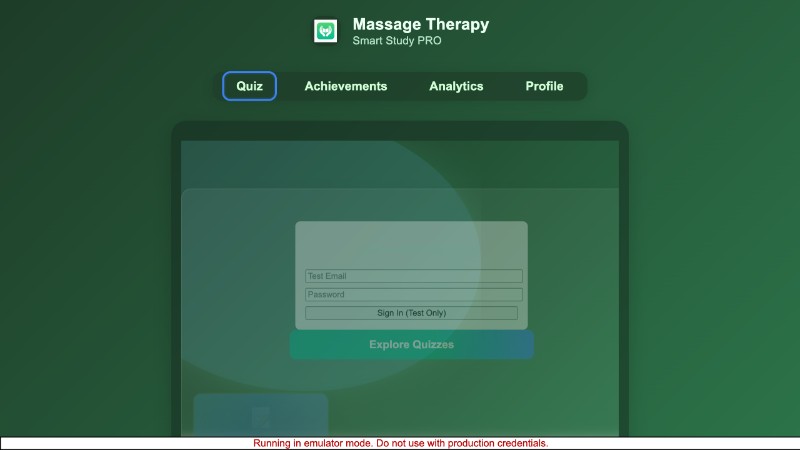 Massage Therapy
Smart Study PRO
Quiz
Achievements
Analytics
Profile
Test Email
Password
Sign In (Test Only)
Explore Quizzes
Running in emulator mode. Do not use with production credentials.